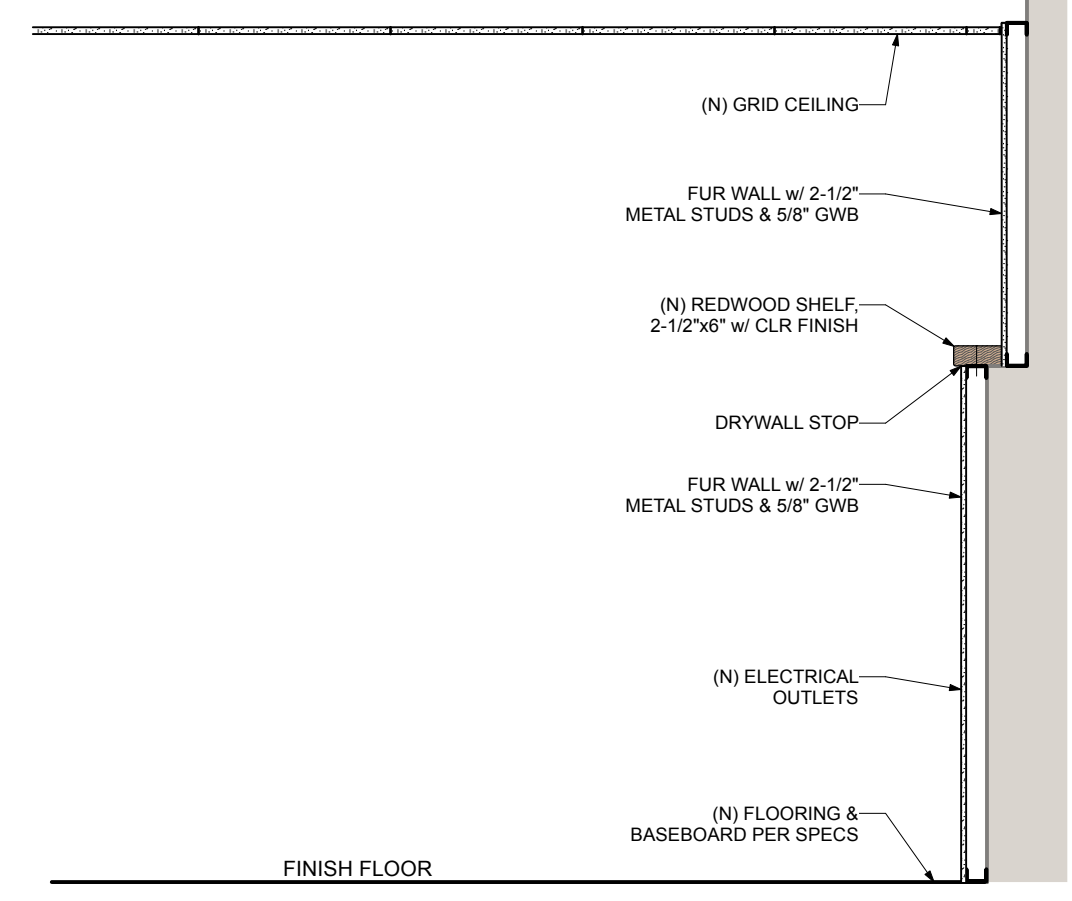 (N) GRID CEILING
FUR WALL w/ 2-1/2"
METAL STUDS & 5/8" GWB
(N) REDWOOD SHELF,
2-1/2"x6" w/ CLR FINISH
DRYWALL STOP
FUR WALL w/ 2-1/2"
METAL STUDS & 5/8" GWB
(N) ELECTRICAL
OUTLETS
(N) FLOORING &
BASEBOARD PER SPECS
FINISH FLOOR